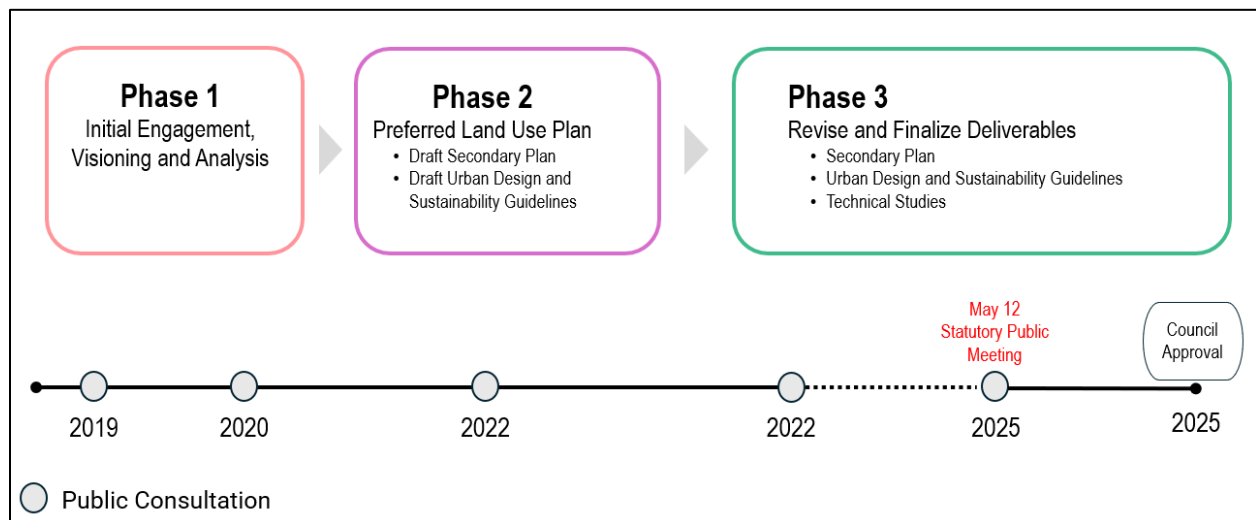 Phase 1
Initial Engagement,
Visioning and Analysis
Phase 2
Preferred Land Use Plan
• Draft Secondary Plan
• Draft Urban Design and
Sustainability Guidelines
Phase 3
Revise and Finalize Deliverables
• Secondary Plan
• Urban Design and Sustainability Guidelines
• Technical Studies
May 12
Statutory Public
Meeting
Council
Approval
2019
2020
2022
2022
2025
2025
Public Consultation